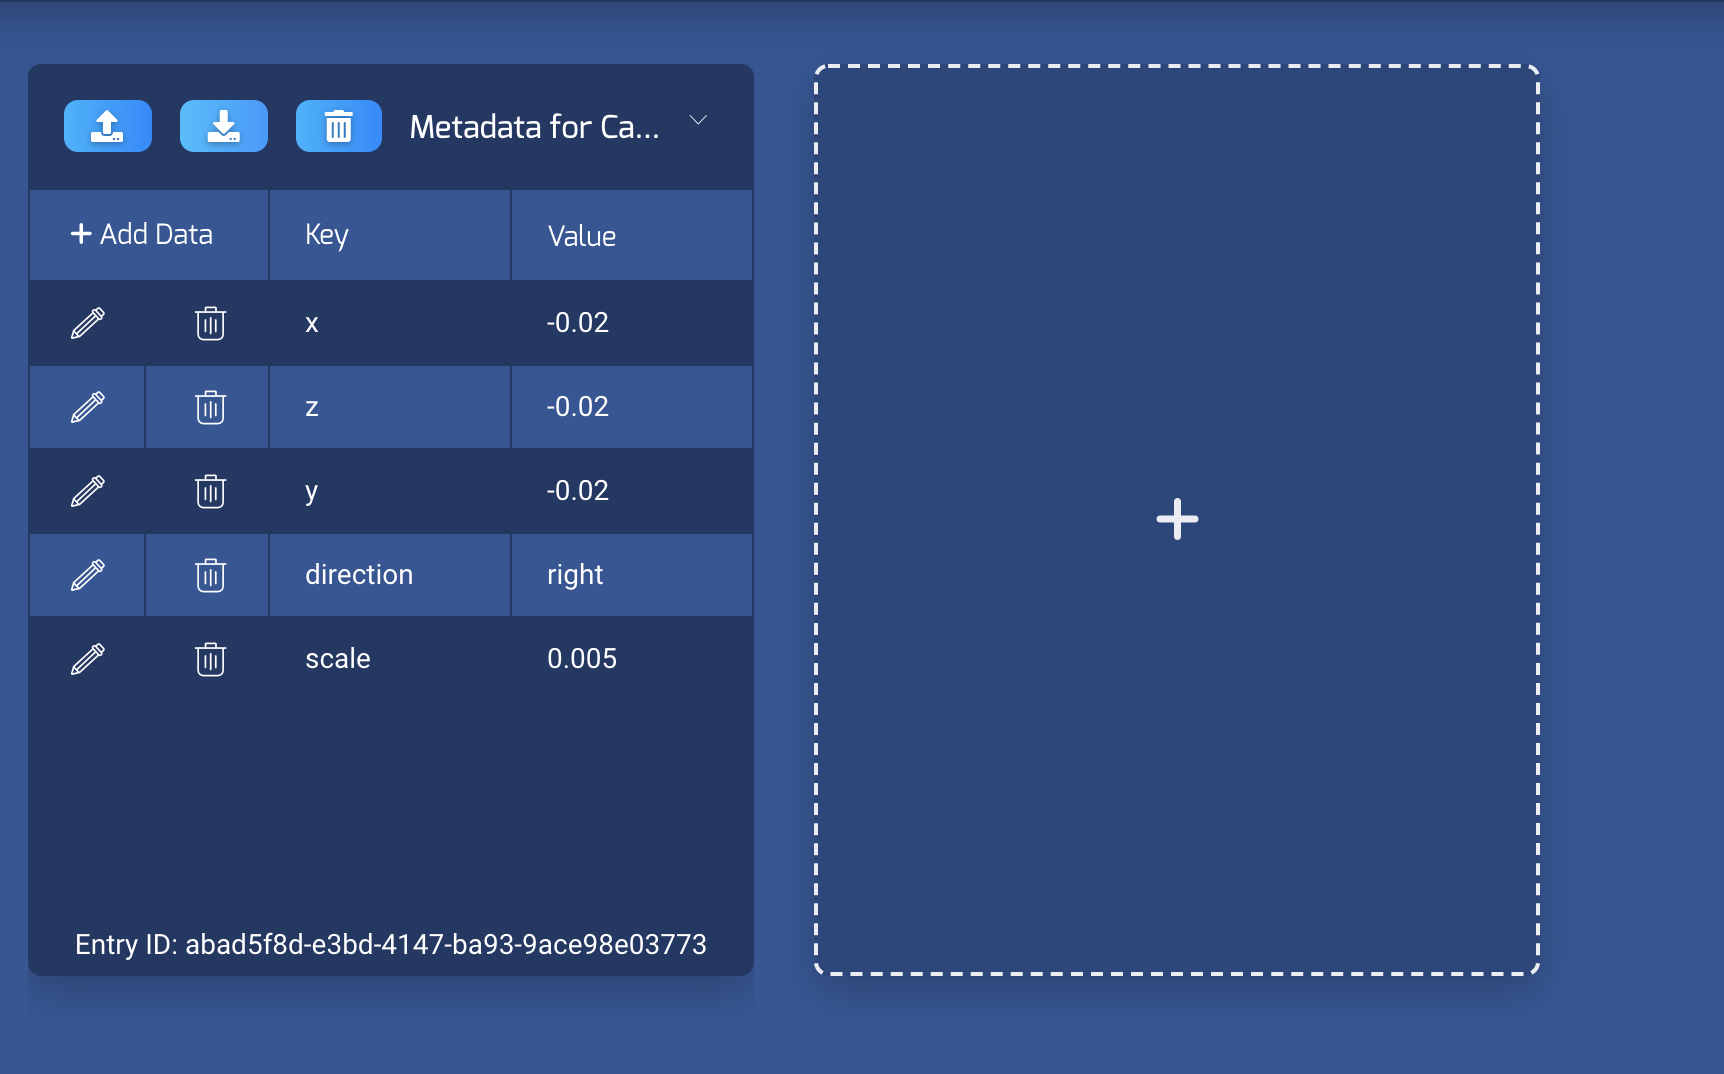 Metadata for Ca...
+ Add Data Key Value
x -0.02
z -0.02
y -0.02
direction right
scale 0.005
Entry ID: abad5f8d-e3bd-4147-ba93-9ace98e03773